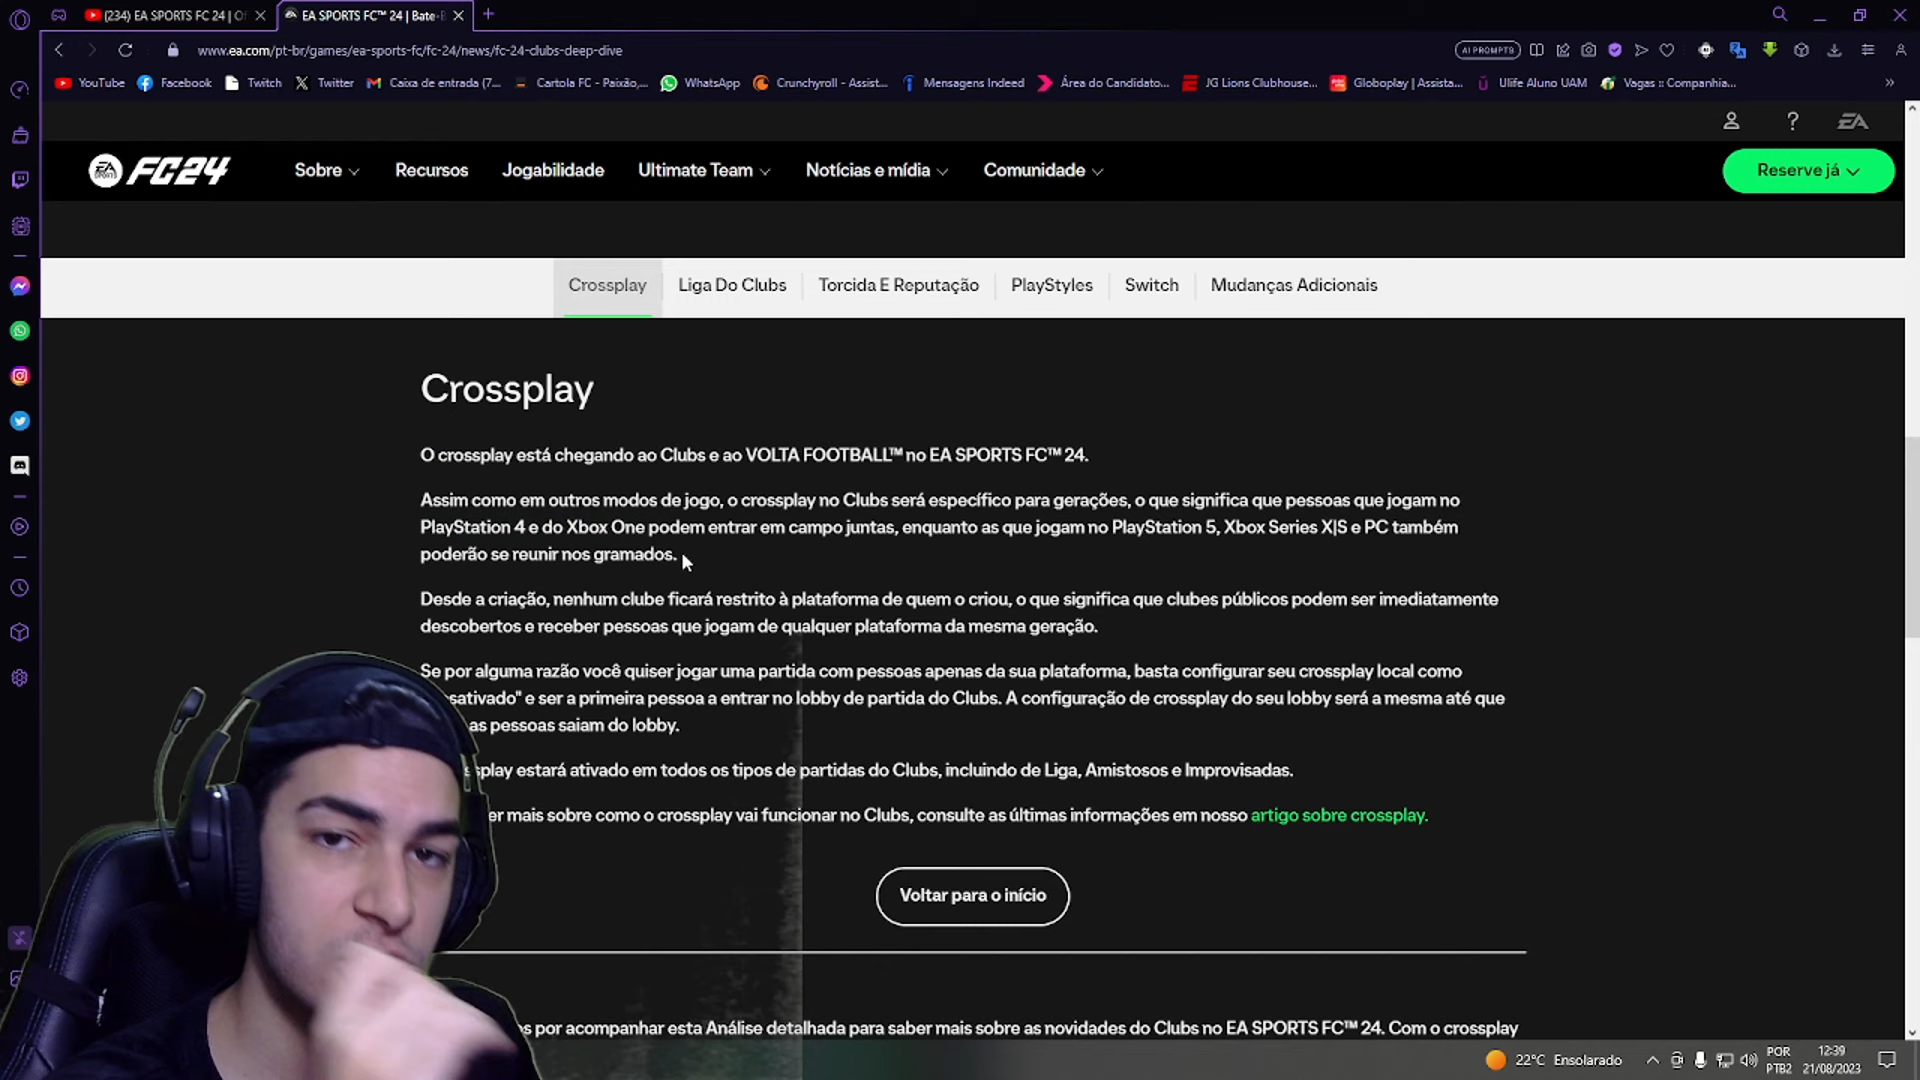 (234) EA SPORTS FC 24 | O
EA SPORTS FC™ 24 | Bate-
www.ea.com/pt-br/games/ea-sports-fc/fc-24/news/fc-24-clubs-deep-dive
AI PROMPTS
YouTube
Facebook
Twitch
Twitter
Caixa de entrada (7...
Cartola FC - Paixão,...
WhatsApp
Crunchyroll - Assist...
Mensagens Indeed
Área do Candidato...
JG Lions Clubhouse...
Globoplay | Assista...
Ulife Aluno UAM
Vagas :: Companhia...
EA
EA SPORTS FC24
Sobre
Recursos
Jogabilidade
Ultimate Team
Notícias e mídia
Comunidade
Reserve já
Crossplay
Liga Do Clubs
Torcida E Reputação
PlayStyles
Switch
Mudanças Adicionais
Crossplay
O crossplay está chegando ao Clubs e ao VOLTA FOOTBALL™ no EA SPORTS FC™ 24.
Assim como em outros modos de jogo, o crossplay no Clubs será específico para gerações, o que significa que pessoas que jogam no
PlayStation 4 e do Xbox One podem entrar em campo juntas, enquanto as que jogam no PlayStation 5, Xbox Series X|S e PC também
poderão se reunir nos gramados.
Desde a criação, nenhum clube ficará restrito à plataforma de quem o criou, o que significa que clubes públicos podem ser imediatamente
descobertos e receber pessoas que jogam de qualquer plataforma da mesma geração.
Se por alguma razão você quiser jogar uma partida com pessoas apenas da sua plataforma, basta configurar seu crossplay local como
sativado" e ser a primeira pessoa a entrar no lobby de partida do Clubs. A configuração de crossplay do seu lobby será a mesma até que
as pessoas saiam do lobby.
splay estará ativado em todos os tipos de partidas do Clubs, incluindo de Liga, Amistosos e Improvisadas.
er mais sobre como o crossplay vai funcionar no Clubs, consulte as últimas informações em nosso artigo sobre crossplay.
Voltar para o início
os por acompanhar esta Análise detalhada para saber mais sobre as novidades do Clubs no EA SPORTS FC™ 24. Com o crossplay
22°C Ensolarado
POR
PTB2
12:39
21/08/2023